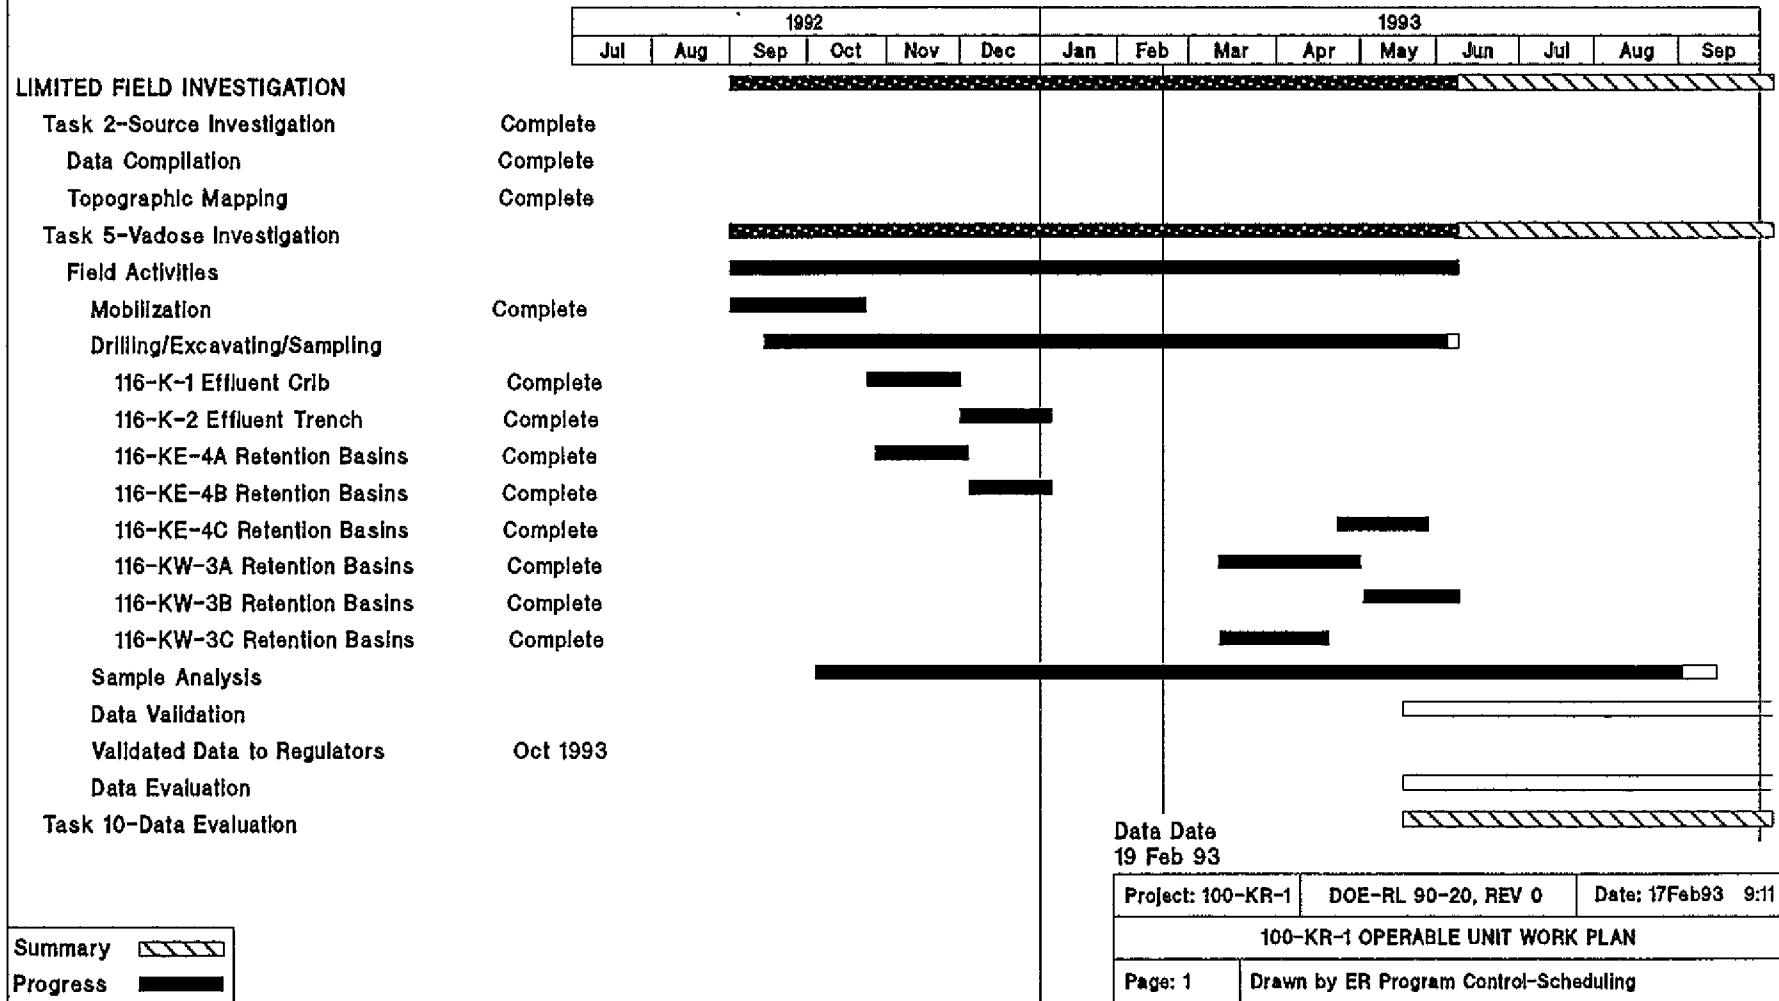 1992 1993
Jul Aug Sep Oct Nov Dec Jan Feb Mar Apr May Jun Jul Aug Sep
LIMITED FIELD INVESTIGATION
Task 2-Source Investigation Complete
Data Compilation Complete
Topographic Mapping Complete
Task 5-Vadose Investigation
Field Activities
Mobilization Complete
Drilling/Excavating/Sampling
116-K-1 Effluent Crib Complete
116-K-2 Effluent Trench Complete
116-KE-4A Retention Basins Complete
116-KE-4B Retention Basins Complete
116-KE-4C Retention Basins Complete
116-KW-3A Retention Basins Complete
116-KW-3B Retention Basins Complete
116-KW-3C Retention Basins Complete
Sample Analysis
Data Validation
Validated Data to Regulators Oct 1993
Data Evaluation
Task 10-Data Evaluation
Data Date
19 Feb 93
Project: 100-KR-1 DOE-RL 90-20, REV 0 Date: 17Feb93 9:11
100-KR-1 OPERABLE UNIT WORK PLAN
Page: 1 Drawn by ER Program Control-Scheduling
Summary
Progress